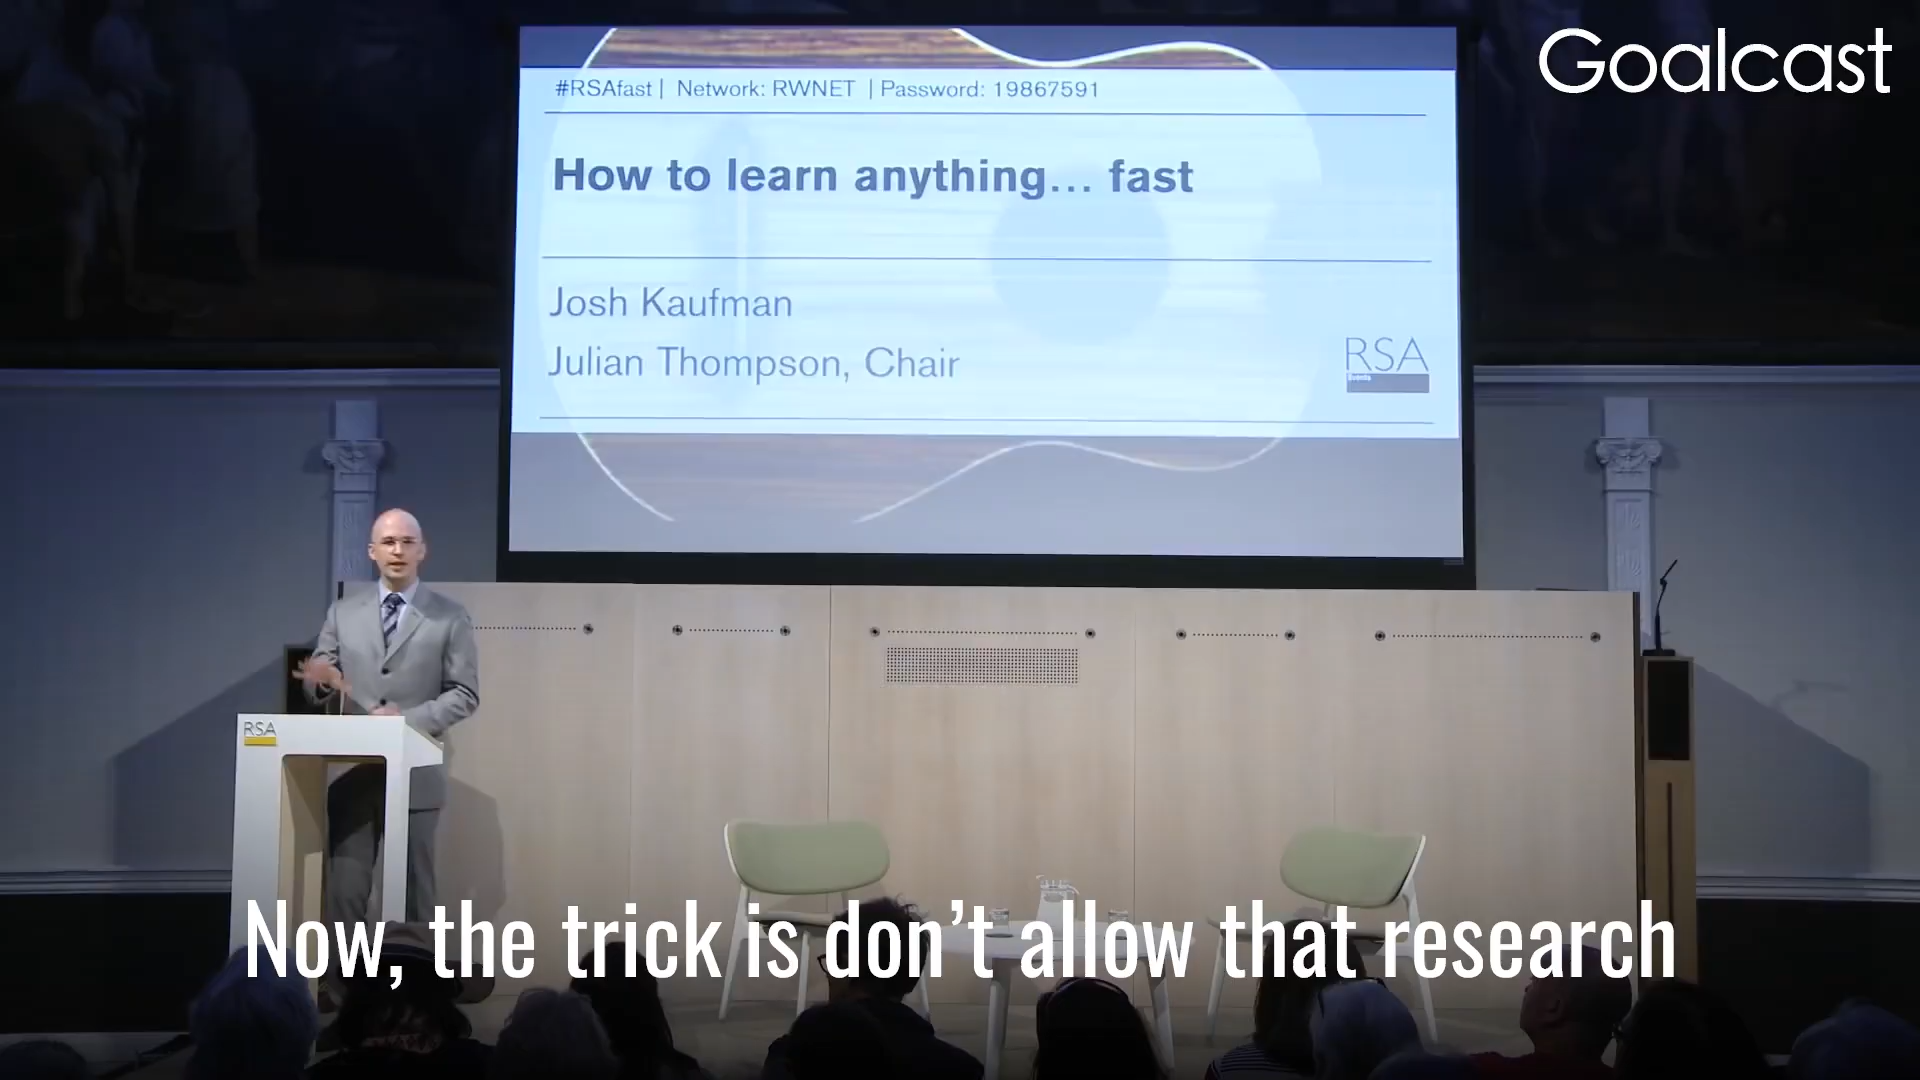 Goalcast
#RSAfast | Network: RWNET | Password: 19867591
How to learn anything... fast
Josh Kaufman
Julian Thompson, Chair
RSA
Events
RSA
Now, the trick is don't allow that research